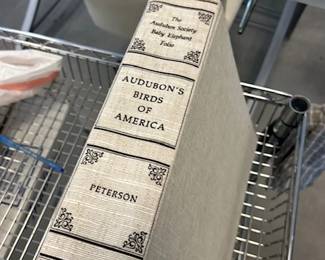 The
Audubon Society
Baby Elephant
Folio
AUDUBON'S
BIRDS
OF
AMERICA
PETERSON